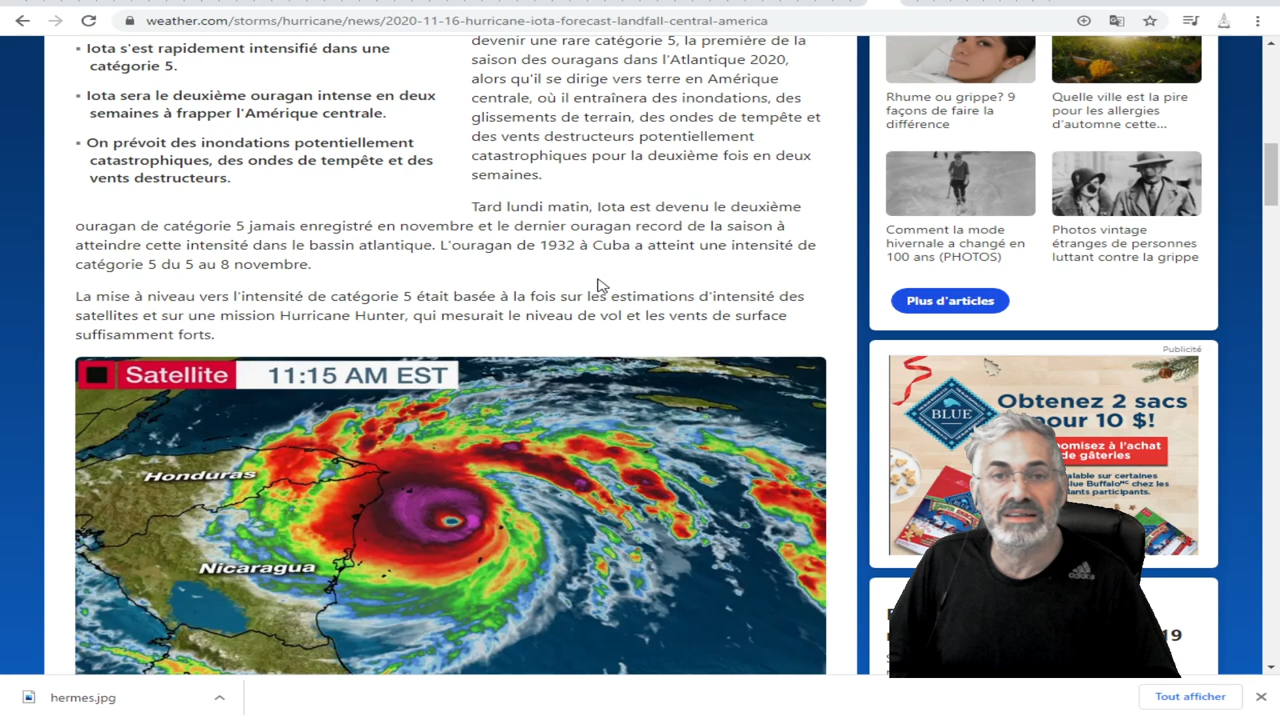 weather.com/storms/hurricane/news/2020-11-16-hurricane-iota-forecast-landfall-central-america
Iota s'est rapidement intensifié dans une
catégorie 5.
Iota sera le deuxième ouragan intense en deux
semaines à frapper l'Amérique centrale.
On prévoit des inondations potentiellement
catastrophiques, des ondes de tempête et des
vents destructeurs.
devenir une rare catégorie 5, la première de la
saison des ouragans dans l'Atlantique 2020,
alors qu'il se dirige vers terre en Amérique
centrale, où il entraînera des inondations, des
glissements de terrain, des ondes de tempête et
des vents destructeurs potentiellement
catastrophiques pour la deuxième fois en deux
semaines.
Tard lundi matin, Iota est devenu le deuxième
ouragan de catégorie 5 jamais enregistré en novembre et le dernier ouragan record de la saison à
atteindre cette intensité dans le bassin atlantique. L'ouragan de 1932 à Cuba a atteint une intensité de
catégorie 5 du 5 au 8 novembre.
La mise à niveau vers l'intensité de catégorie 5 était basée à la fois sur les estimations d'intensité des
satellites et sur une mission Hurricane Hunter, qui mesurait le niveau de vol et les vents de surface
suffisamment forts.
Satellite 11:15 AM EST
Honduras
Nicaragua
Rhume ou grippe? 9
façons de faire la
différence
Quelle ville est la pire
pour les allergies
d'automne cette...
Comment la mode
hivernale a changé en
100 ans (PHOTOS)
Photos vintage
étranges de personnes
luttant contre la grippe
Plus d'articles
Publicité
BLUE
Obtenez 2 sacs
pour 10 $!
à l'achat
de gâteries
sur certaines
Buffalo MC chez les
participants.
adidas
19
hermes.jpg
Tout afficher